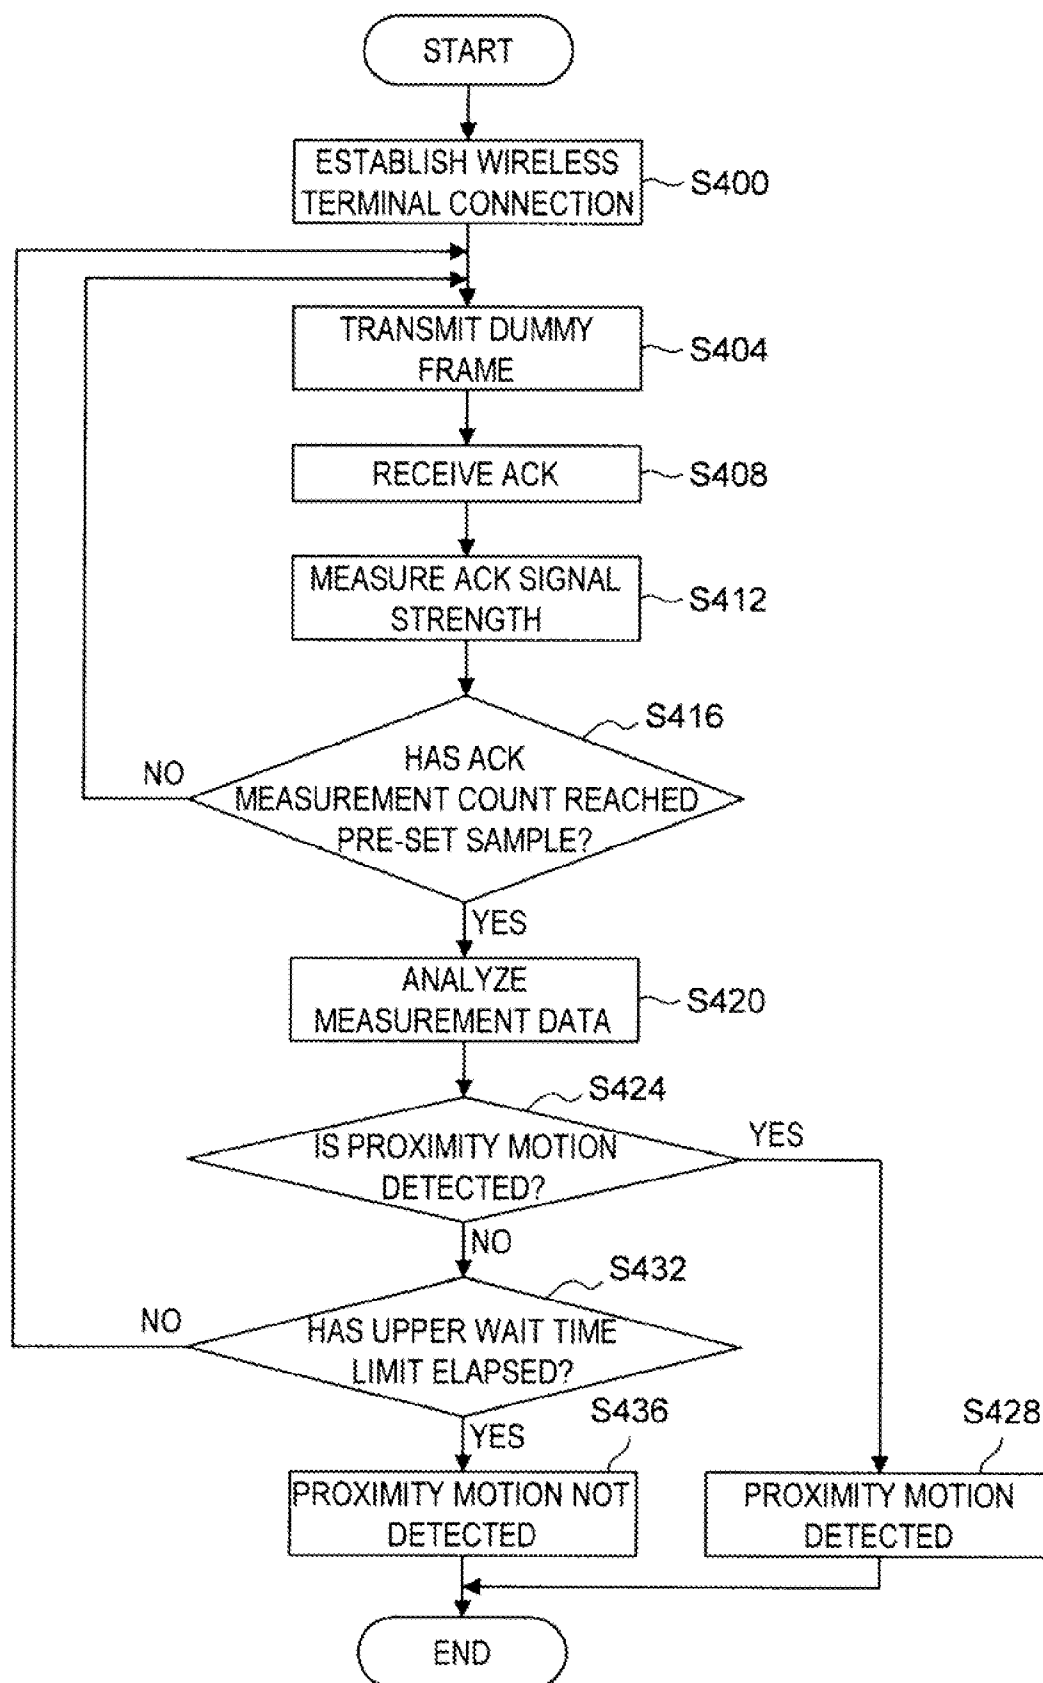 START
ESTABLISH WIRELESS
TERMINAL CONNECTION
S400
TRANSMIT DUMMY
FRAME
S404
RECEIVE ACK
S408
MEASURE ACK SIGNAL
STRENGTH
S412
S416
HAS ACK
MEASUREMENT COUNT REACHED
PRE-SET SAMPLE?
NO
YES
ANALYZE
MEASUREMENT DATA
S420
S424
IS PROXIMITY MOTION
DETECTED?
YES
NO
S432
HAS UPPER WAIT TIME
LIMIT ELAPSED?
NO
YES
S436
PROXIMITY MOTION NOT
DETECTED
S428
PROXIMITY MOTION
DETECTED
END